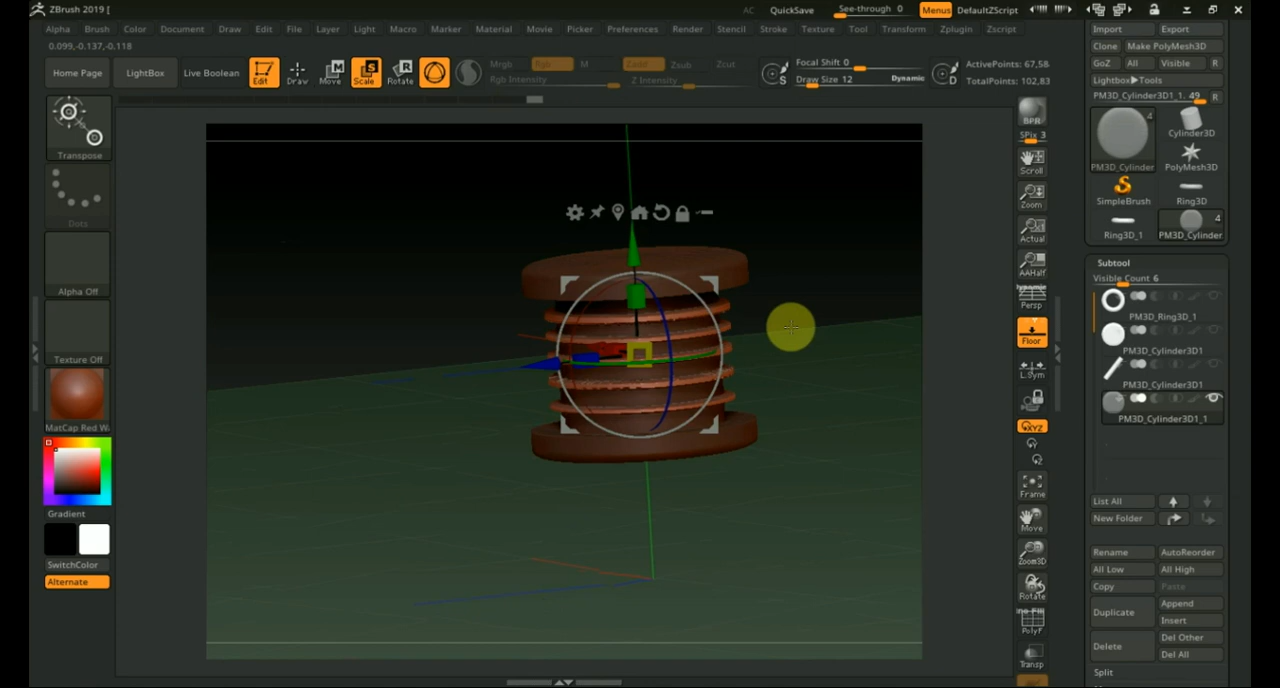 ZBrush 2019 [
AC QuickSave See-through 0 Menus DefaultZScript
Alpha Brush Color Document Draw Edit File Layer Light Macro Marker Material Movie Picker Preferences Render Stencil Stroke Texture Tool Transform Zplugin Zscript
0.099,-0.137,-0.118
Home Page LightBox Live Boolean Edit Draw Move Scale Rotate
Mrgb Rgb M Zadd Zsub Zcut
Rgb Intensity Z Intensity
Focal Shift 0
Draw Size 12 Dynamic
ActivePoints: 67,58
TotalPoints: 102,83
Transpose
Dots
Alpha Off
Texture Off
MatCap Red Wa
Gradient
SwitchColor
Alternate
BPR
SPix 3
Scroll
Zoom
Actual
AAHalf
Dynamic
Persp
Floor
L.Sym
XYZ
Frame
Move
Zoom3D
Rotate
Line Fill
PolyF
Transp
Import Export
Clone Make PolyMesh3D
GoZ All Visible R
Lightbox▶Tools
PM3D_Cylinder3D1_1. 49 R
4
PM3D_Cylinder Cylinder3D
PolyMesh3D
SimpleBrush Ring3D
4
Ring3D_1 PM3D_Cylinder
Subtool
Visible Count 6
PM3D_Ring3D_1
PM3D_Cylinder3D1
PM3D_Cylinder3D1
PM3D_Cylinder3D1_1
List All
New Folder
Rename AutoReorder
All Low All High
Copy Paste
Duplicate Append
Insert
Delete Del Other
Del All
Split